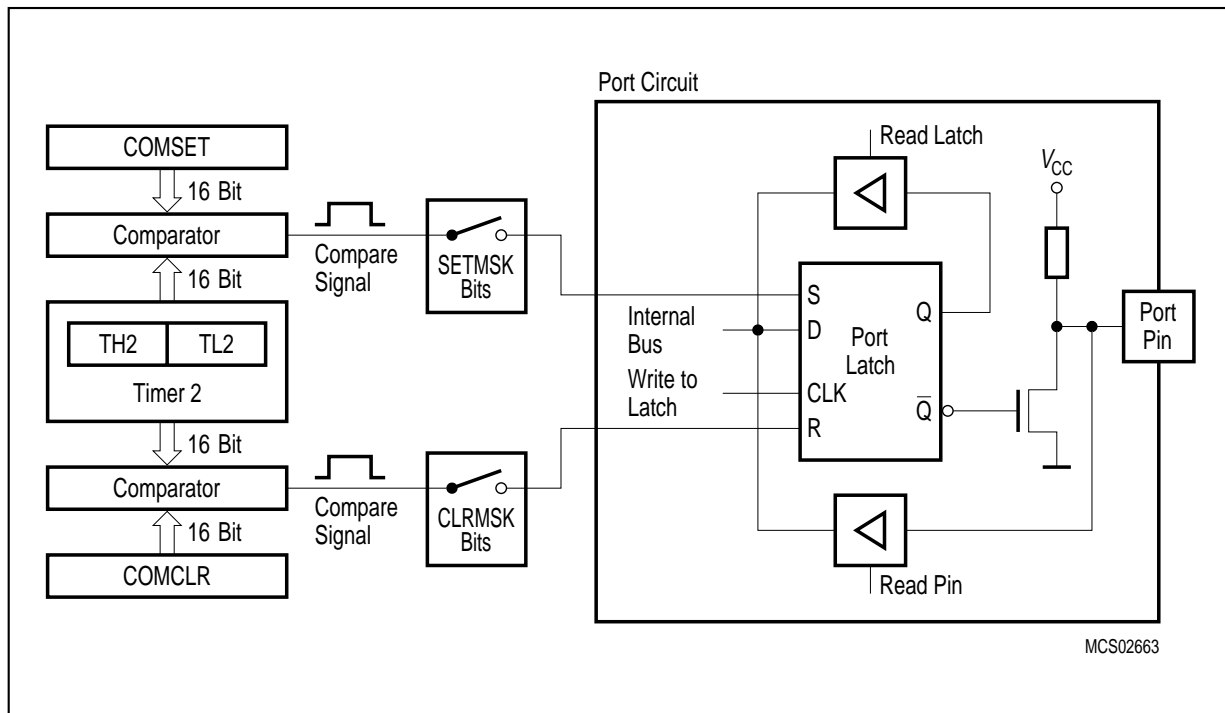 Port Circuit
COMSET
16 Bit
Comparator
16 Bit
TH2 TL2
Timer 2
16 Bit
Comparator
16 Bit
COMCLR
Compare
Signal
SETMSK
Bits
Compare
Signal
CLRMSK
Bits
Read Latch
VCC
Internal
Bus
Write to
Latch
S
D
CLK
R
Q
Port
Latch
Q̅
Port
Pin
Read Pin
MCS02663